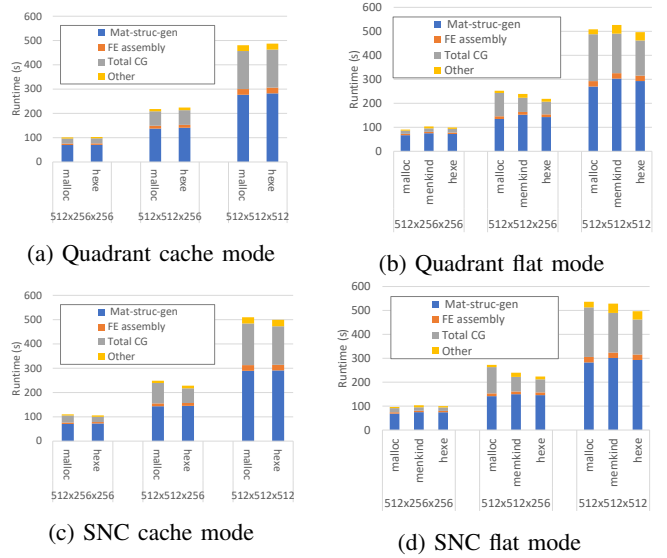 600
500
400
300
200
100
0
Runtime (s)
Mat-struc-gen
FE assembly
Total CG
Other
malloc
hexe
malloc
hexe
malloc
hexe
512x256x256
512x512x256
512x512x512
(a) Quadrant cache mode
600
500
400
300
200
100
0
Runtime (s)
Mat-struc-gen
FE assembly
Total CG
Other
malloc
memkind
hexe
malloc
memkind
hexe
malloc
memkind
hexe
512x256x256
512x512x256
512x512x512
(b) Quadrant flat mode
600
500
400
300
200
100
0
Runtime (s)
Mat-struc-gen
FE assembly
Total CG
Other
malloc
hexe
malloc
hexe
malloc
hexe
512x256x256
512x512x256
512x512x512
(c) SNC cache mode
600
500
400
300
200
100
0
Runtime (s)
Mat-struc-gen
FE assembly
Total CG
Other
malloc
menkind
hexe
malloc
memkind
hexe
malloc
memkind
hexe
512x256x256
512x512x256
512x512x512
(d) SNC flat mode